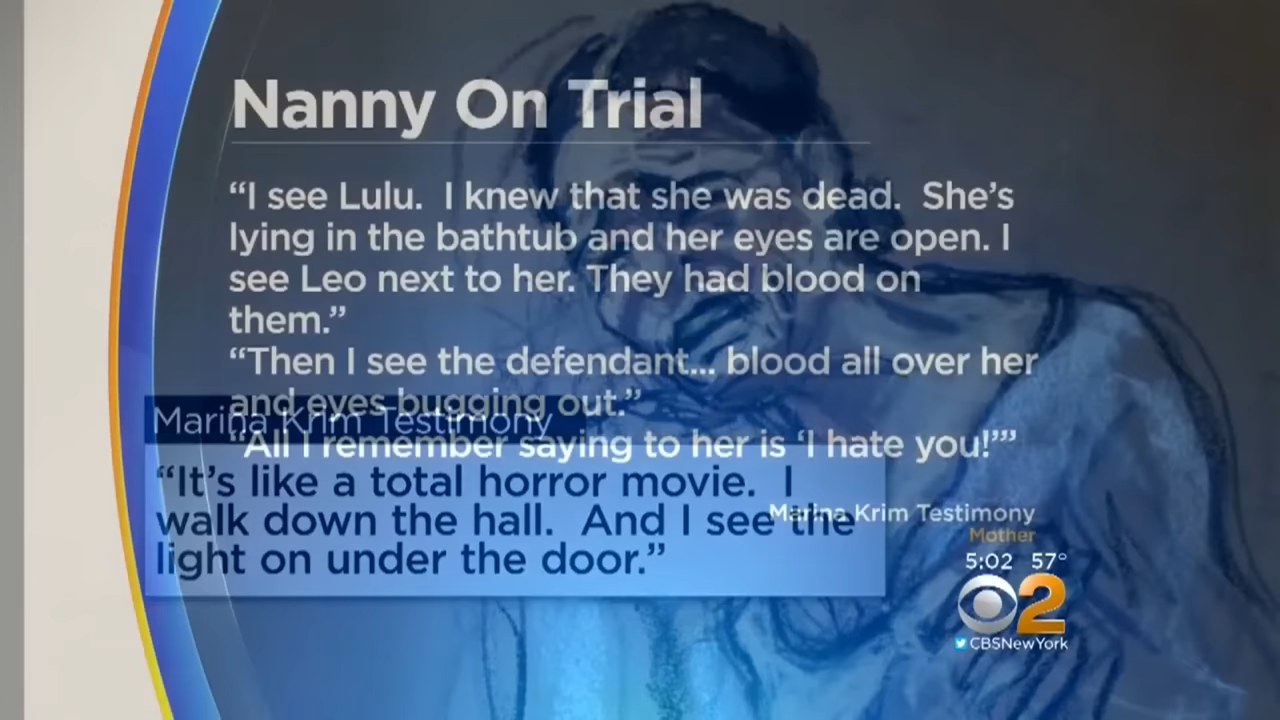 Nanny On Trial
“I see Lulu.  I knew that she was dead.  She’s
lying in the bathtub and her eyes are open. I
see Leo next to her. They had blood on
them.”
“Then I see the defendant... blood all over her
and eyes bugging out.”
Marina Krim Testimony
“All I remember saying to her is ‘I hate you!’”
“It’s like a total horror movie.  I
walk down the hall.  And I see the
light on under the door.”
Marina Krim Testimony
Mother
5:02 57°
2
CBSNewYork